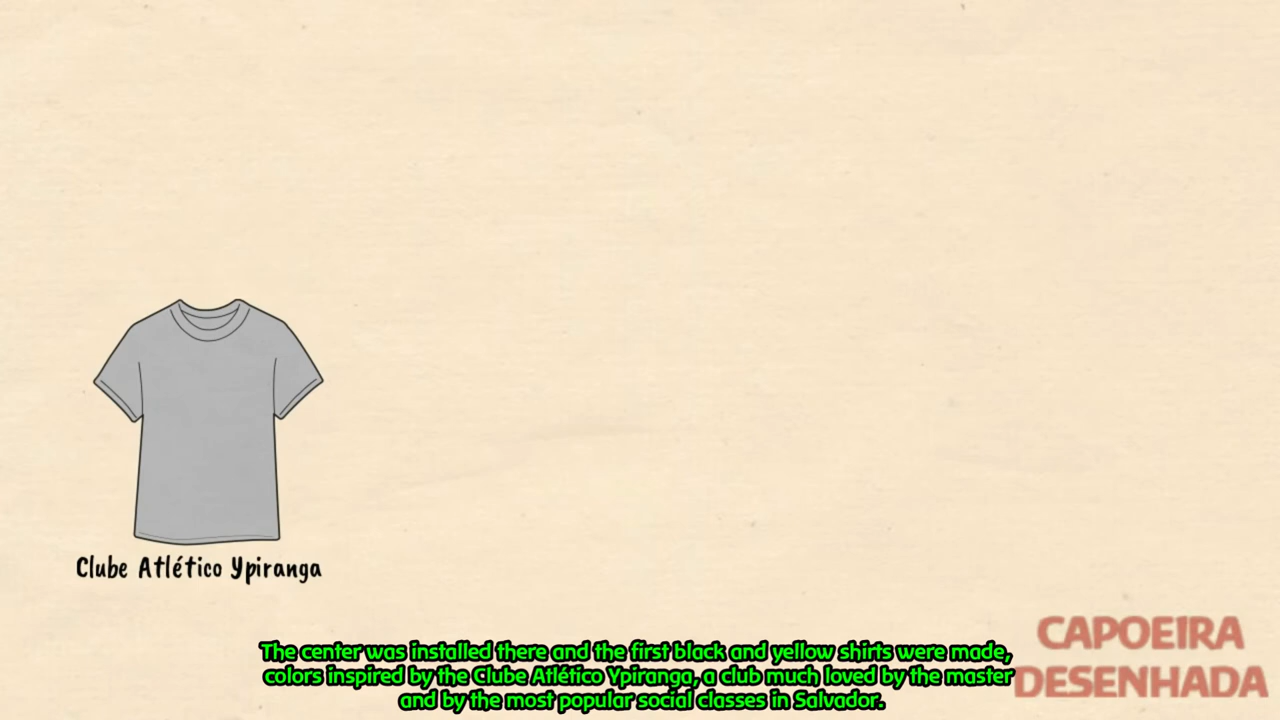 Clube Atlético Ypiranga
The center was installed there and the first black and yellow shirts were made,
colors inspired by the Clube Atlético Ypiranga, a club much loved by the master
and by the most popular social classes in Salvador.
CAPOEIRA
DESENHADA